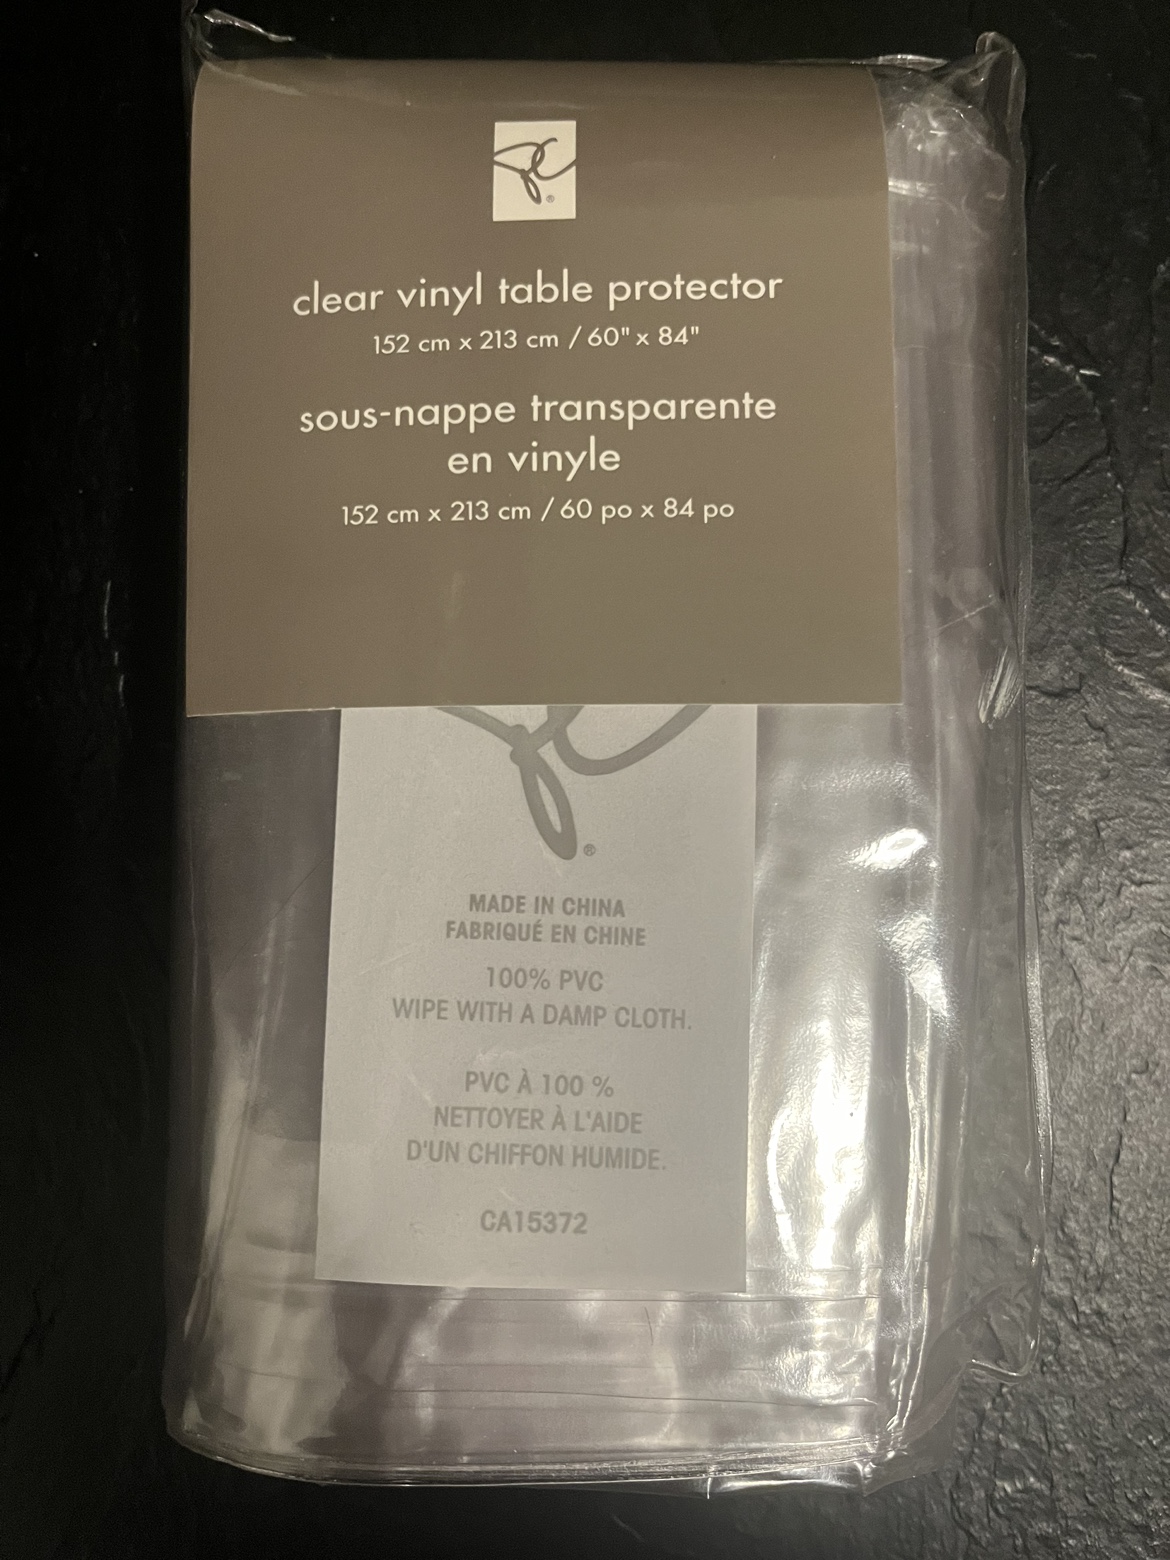 PC®
clear vinyl table protector
152 cm x 213 cm / 60" x 84"
sous-nappe transparente
en vinyle
152 cm x 213 cm / 60 po x 84 po
®
MADE IN CHINA
FABRIQUÉ EN CHINE
100% PVC
WIPE WITH A DAMP CLOTH.
PVC À 100 %
NETTOYER À L'AIDE
D'UN CHIFFON HUMIDE.
CA15372